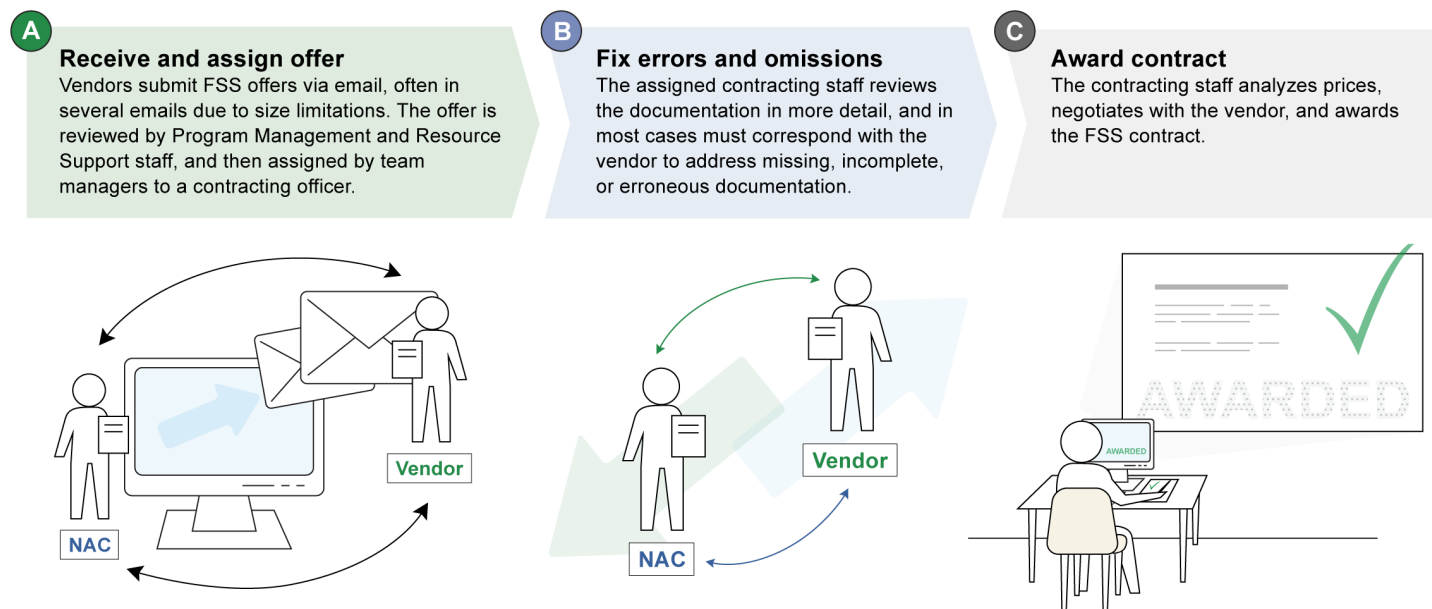 A
Receive and assign offer
Vendors submit FSS offers via email, often in
several emails due to size limitations. The offer is
reviewed by Program Management and Resource
Support staff, and then assigned by team
managers to a contracting officer.
B
Fix errors and omissions
The assigned contracting staff reviews
the documentation in more detail, and in
most cases must correspond with the
vendor to address missing, incomplete,
or erroneous documentation.
C
Award contract
The contracting staff analyzes prices,
negotiates with the vendor, and awards
the FSS contract.
Vendor
NAC
Vendor
NAC
AWARDED
AWARDED